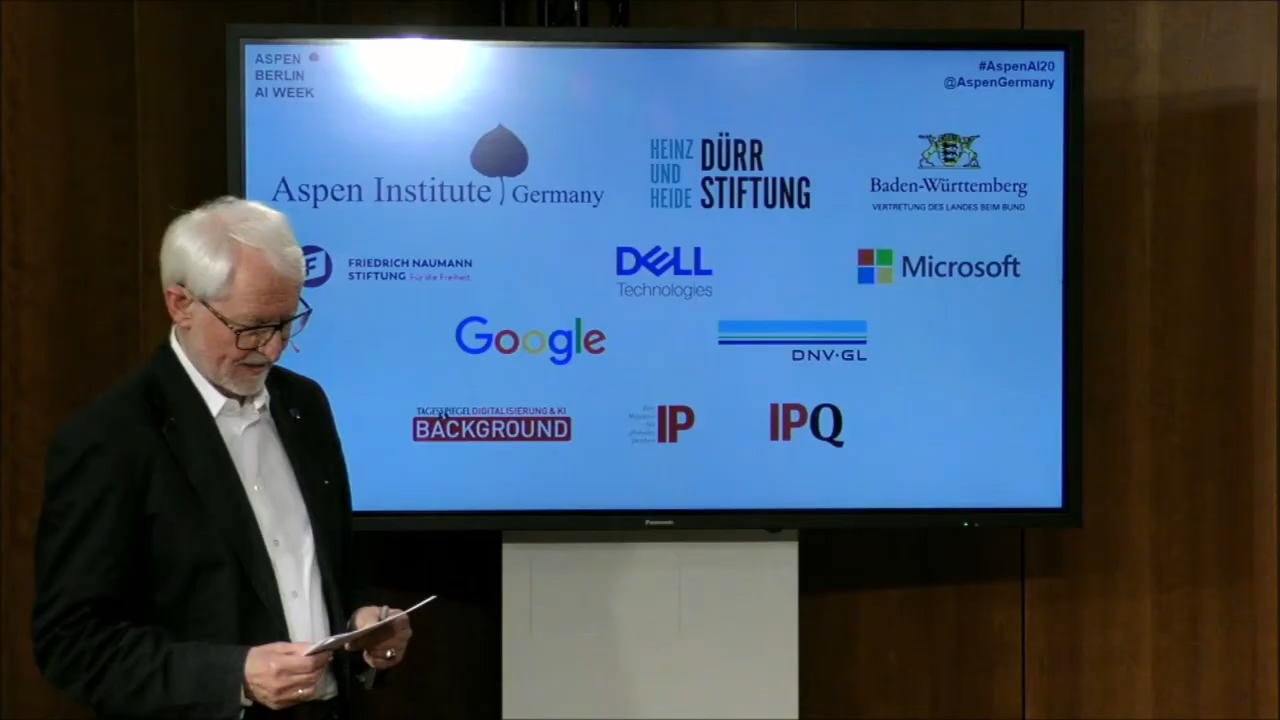 ASPEN
BERLIN
AI WEEK
#AspenAI20
@AspenGermany
Aspen Institute Germany
HEINZ
UND
HEIDE
DÜRR
STIFTUNG
Baden-Württemberg
VERTRETUNG DES LANDES BEIM BUND
F
FRIEDRICH NAUMANN
STIFTUNG Für die Freiheit.
DELL
Technologies
Microsoft
Google
DNV·GL
TAGESSPIEGEL DIGITALISIERUNG & KI
BACKGROUND
IP
IPQ
Panasonic